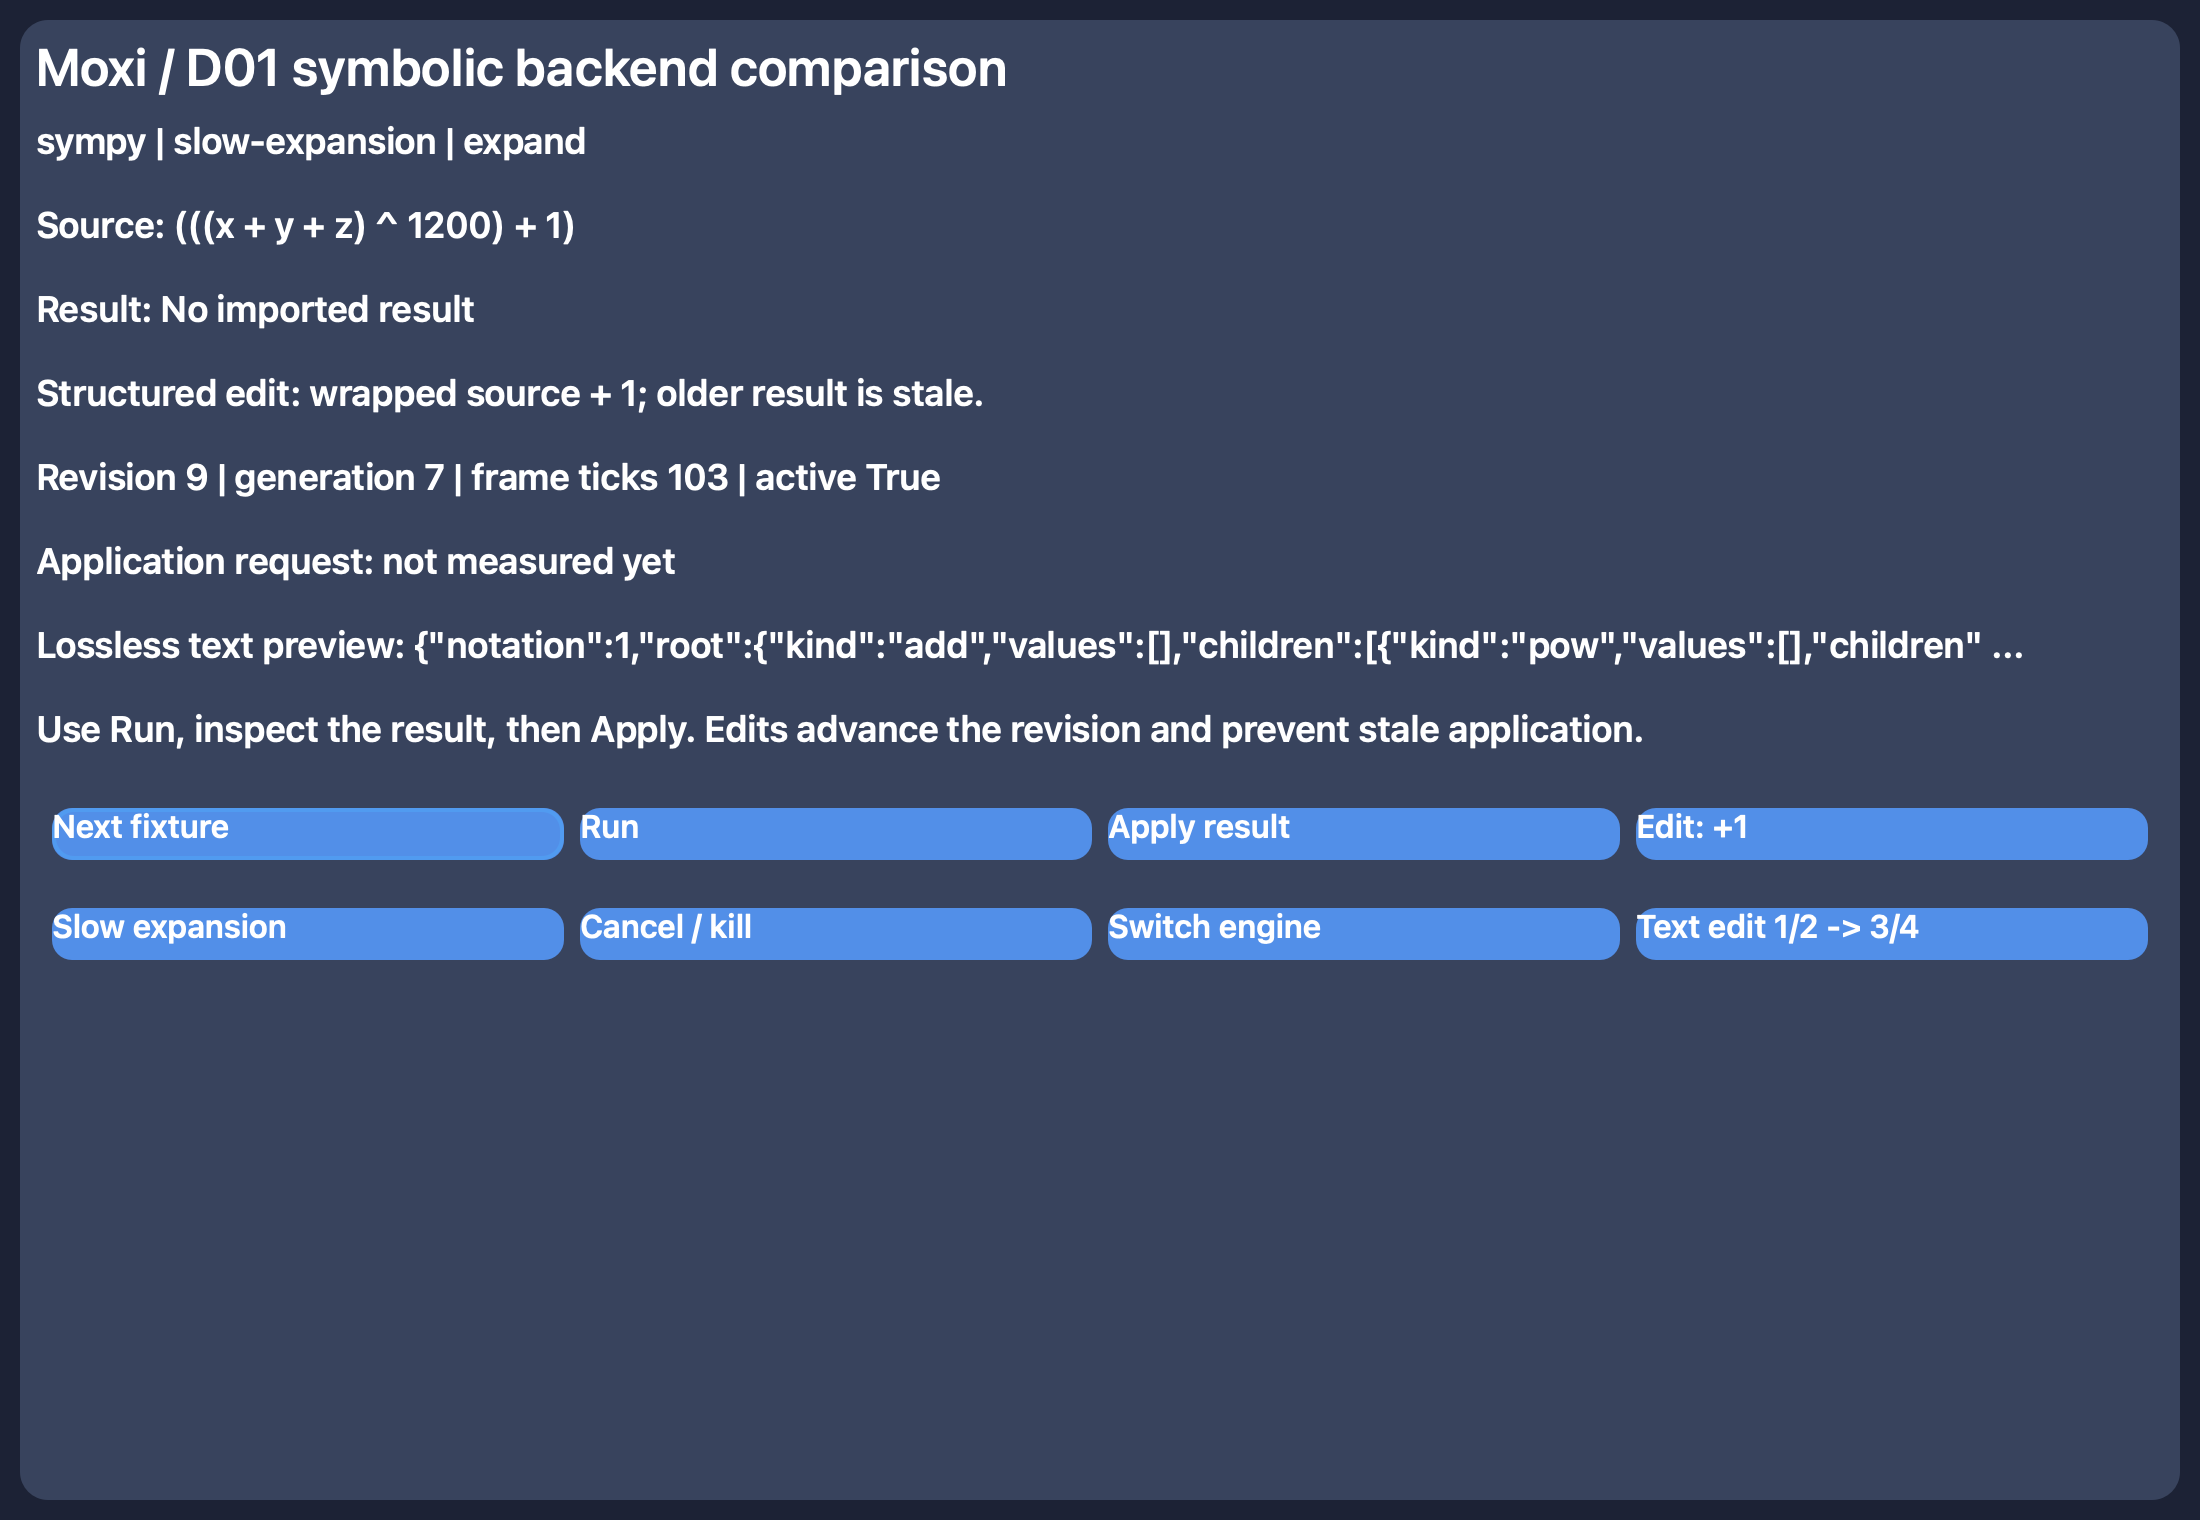 Moxi / D01 symbolic backend comparison
sympy | slow-expansion | expand
Source: (((x + y + z) ^ 1200) + 1)
Result: No imported result
Structured edit: wrapped source + 1; older result is stale.
Revision 9 | generation 7 | frame ticks 103 | active True
Application request: not measured yet
Lossless text preview: {"notation":1,"root":{"kind":"add","values":[],"children":[{"kind":"pow","values":[],"children" ...
Use Run, inspect the result, then Apply. Edits advance the revision and prevent stale application.
Next fixture
Run
Apply result
Edit: +1
Slow expansion
Cancel / kill
Switch engine
Text edit 1/2 -> 3/4